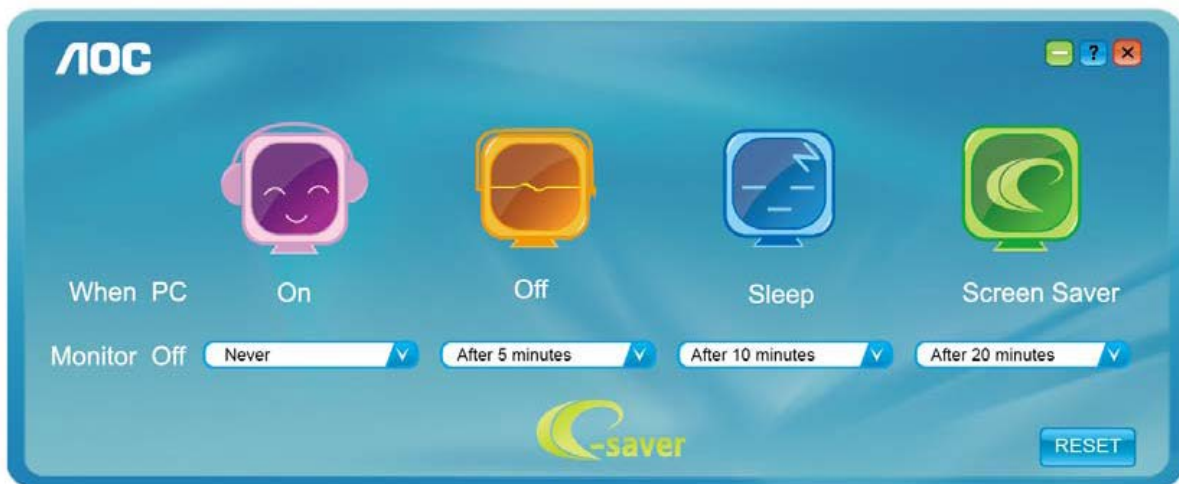 AOC
?
When PC On Off Sleep Screen Saver
Monitor Off Never After 5 minutes After 10 minutes After 20 minutes
e-saver
RESET